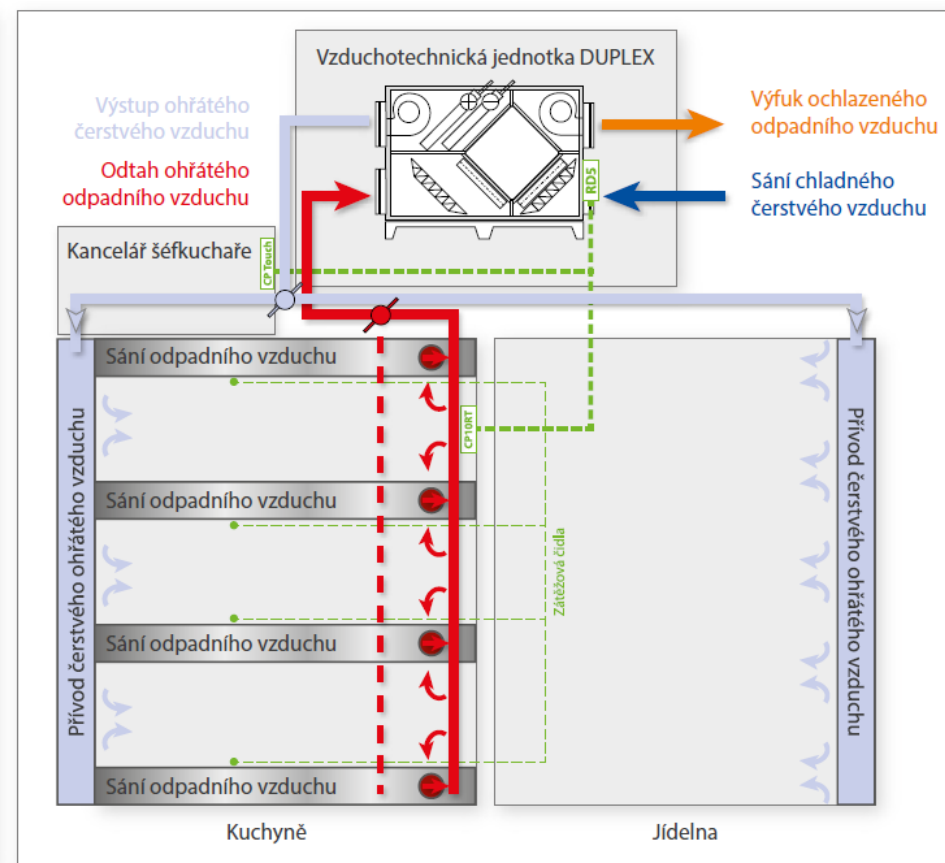 Vzduchotechnická jednotka DUPLEX
Výstup ohřátého
čerstvého vzduchu
Odtah ohřátého
odpadního vzduchu
Výfuk ochlazeného
odpadního vzduchu
Sání chladného
čerstvého vzduchu
RD5
Kancelář šéfkuchaře
CP Touch
Sání odpadního vzduchu
CP10RT
Sání odpadního vzduchu
Sání odpadního vzduchu
Sání odpadního vzduchu
Přívod čerstvého ohřátého vzduchu
Zátěžová čidla
Přívod čerstvého ohřátého vzduchu
Kuchyně
Jídelna